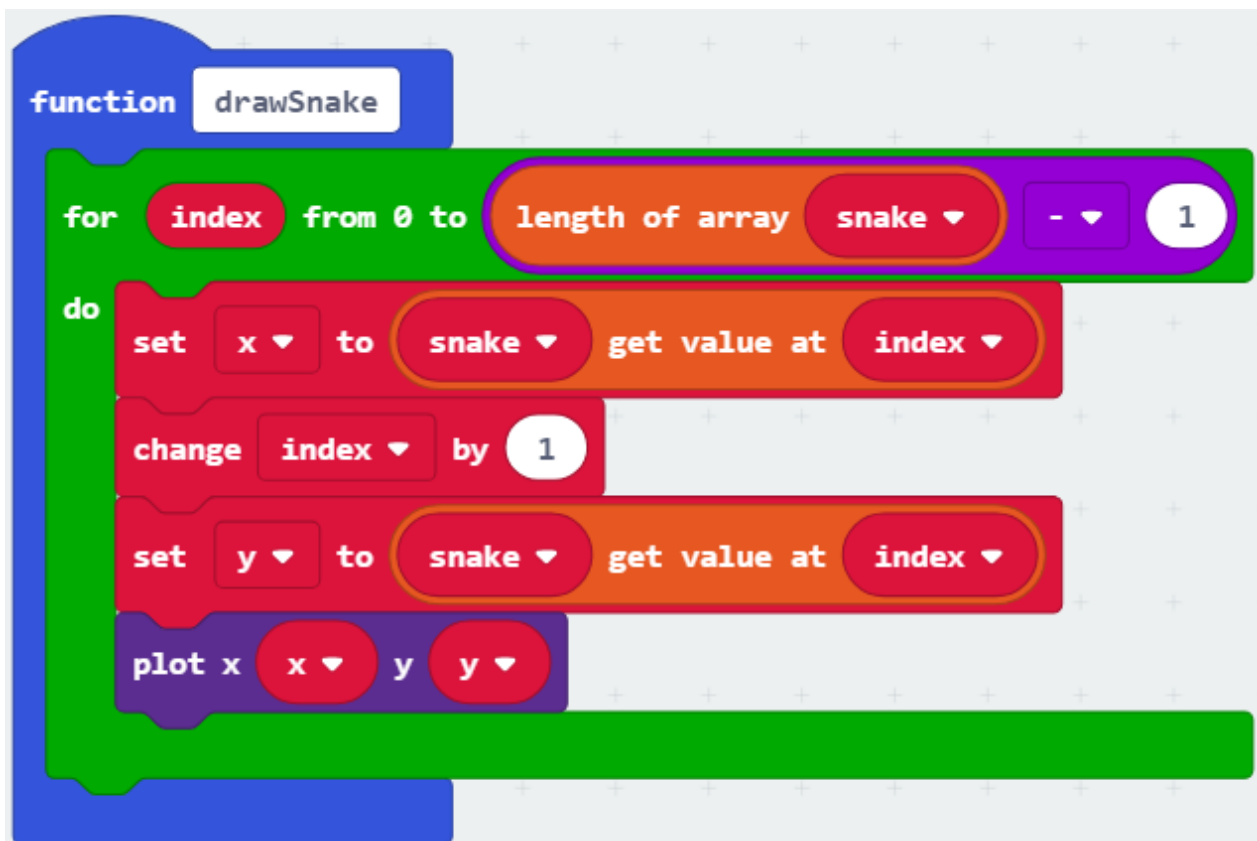 function drawSnake
for index from 0 to length of array snake - 1
do
set x to snake get value at index
change index by 1
set y to snake get value at index
plot x x y y